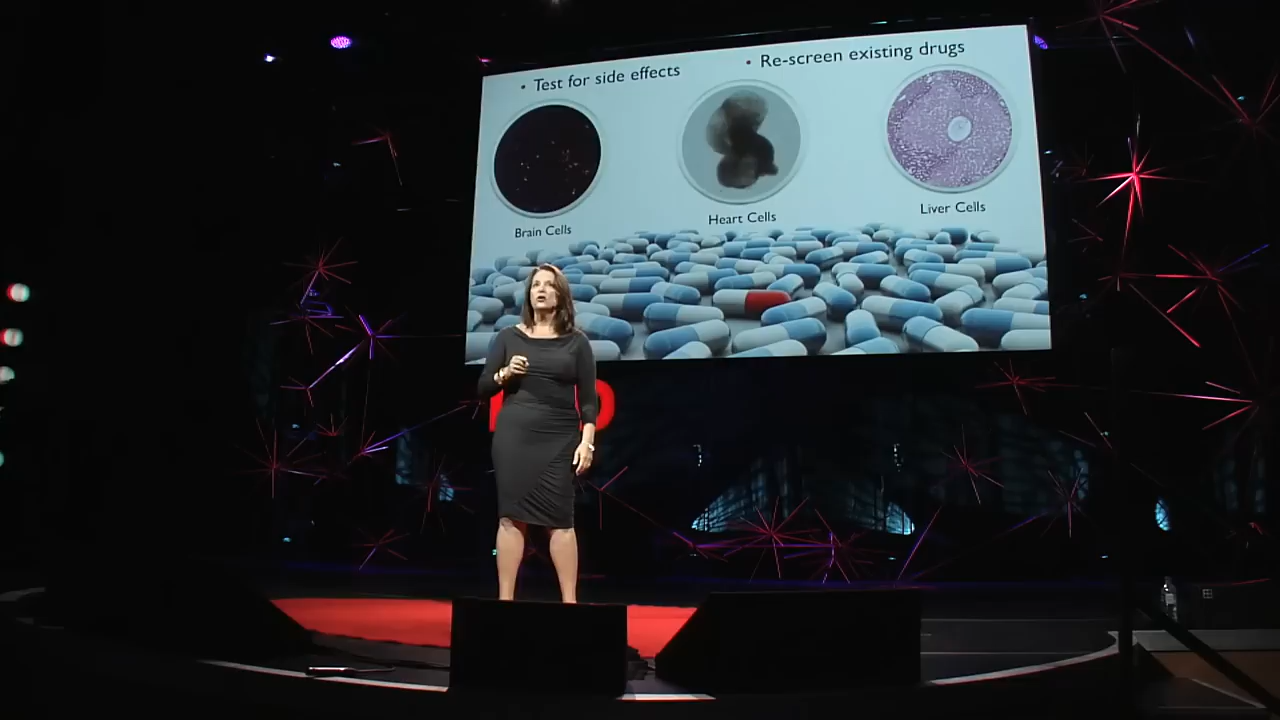 • Test for side effects
• Re-screen existing drugs
Brain Cells
Heart Cells
Liver Cells